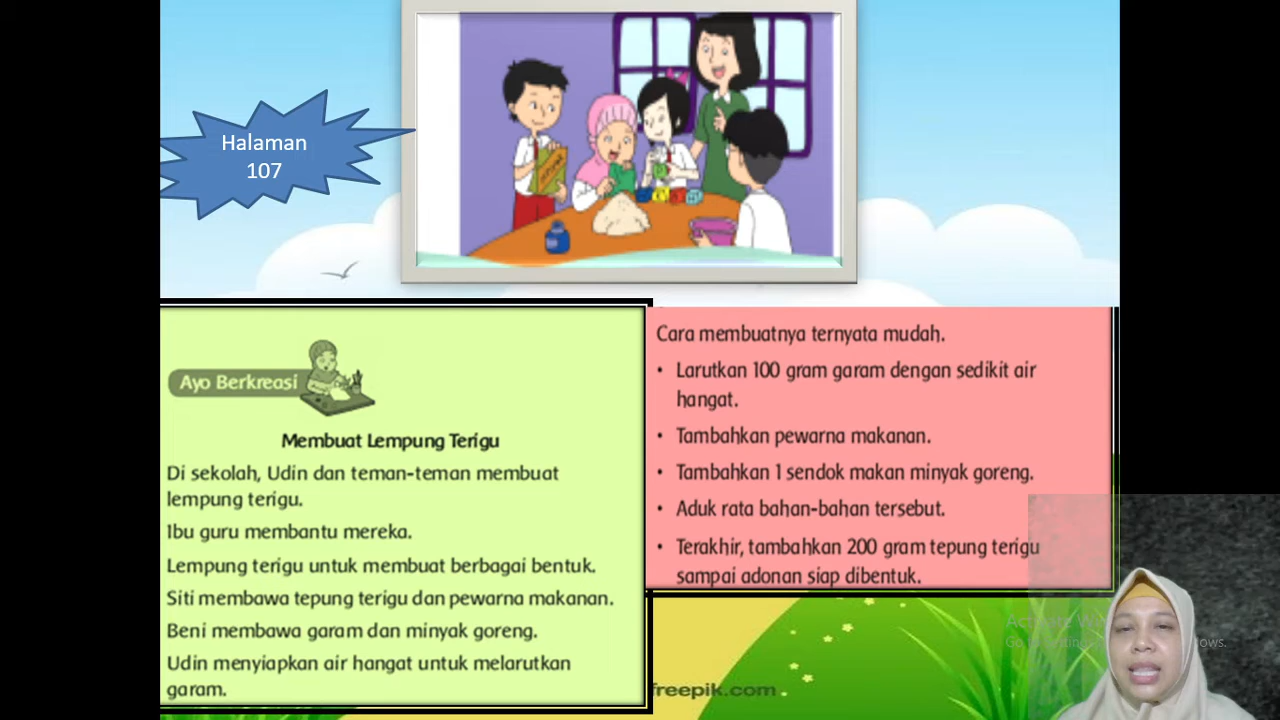 Halaman
107
Ayo Berkreasi
Membuat Lempung Terigu
Di sekolah, Udin dan teman-teman membuat
lempung terigu.
Ibu guru membantu mereka.
Lempung terigu untuk membuat berbagai bentuk.
Siti membawa tepung terigu dan pewarna makanan.
Beni membawa garam dan minyak goreng.
Udin menyiapkan air hangat untuk melarutkan
garam.
Cara membuatnya ternyata mudah.
• Larutkan 100 gram garam dengan sedikit air
hangat.
• Tambahkan pewarna makanan.
• Tambahkan 1 sendok makan minyak goreng.
• Aduk rata bahan-bahan tersebut.
• Terakhir, tambahkan 200 gram tepung terigu
sampai adonan siap dibentuk.
freepik.com
Activate